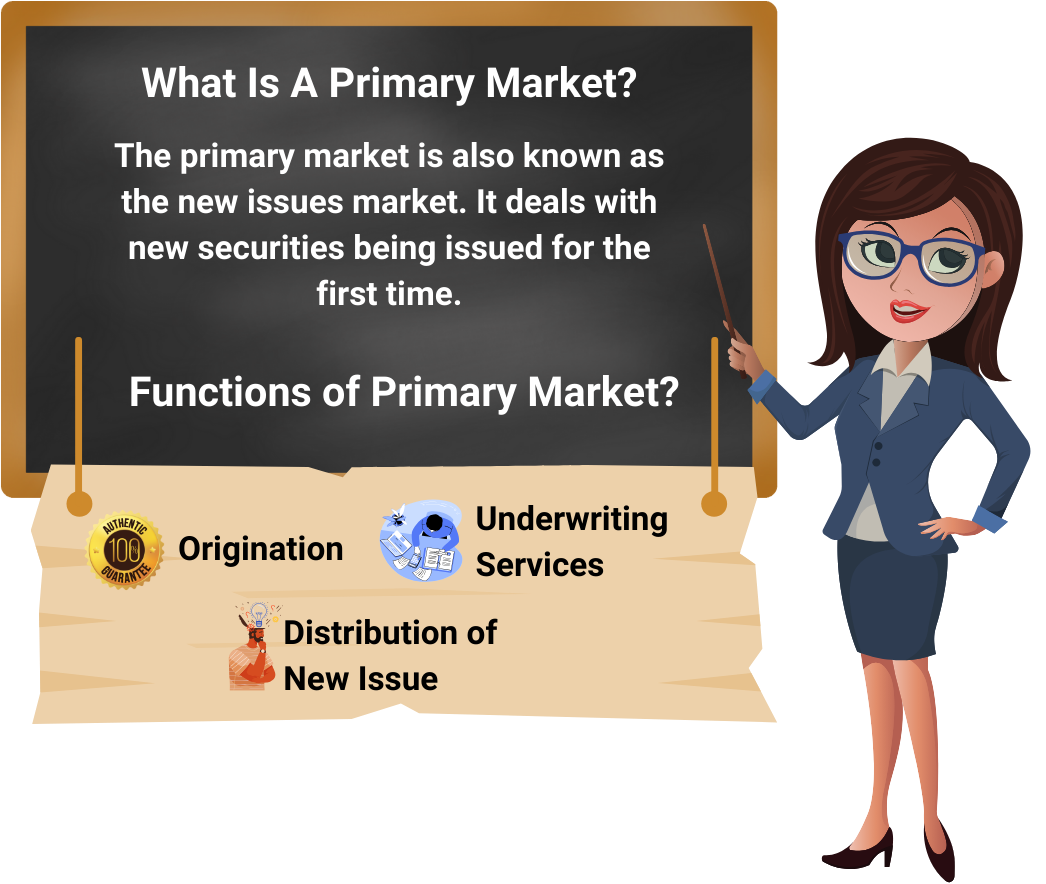 What Is A Primary Market?
The primary market is also known as
the new issues market. It deals with
new securities being issued for the
first time.
Functions of Primary Market?
AUTHENTIC
100%
GUARANTEE
Origination
Underwriting
Services
Distribution of
New Issue